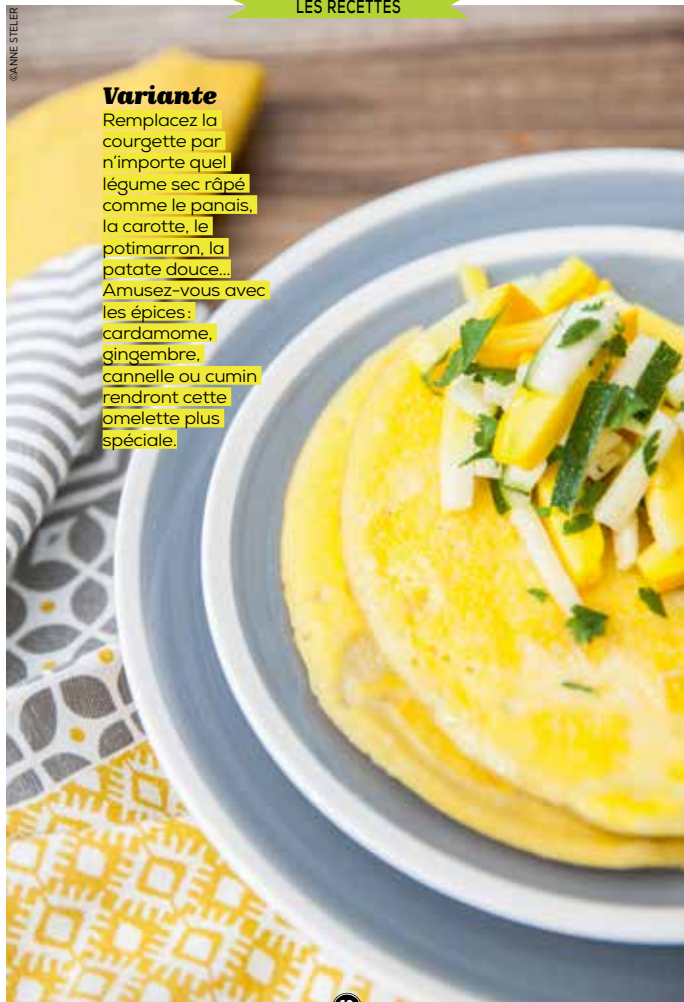 LES RECETTES
©ANNE STELER
Variante
Remplacez la
courgette par
n'importe quel
légume sec râpé
comme le panais,
la carotte, le
potimarron, la
patate douce...
Amusez-vous avec
les épices :
cardamome,
gingembre,
cannelle ou cumin
rendront cette
omelette plus
spéciale.